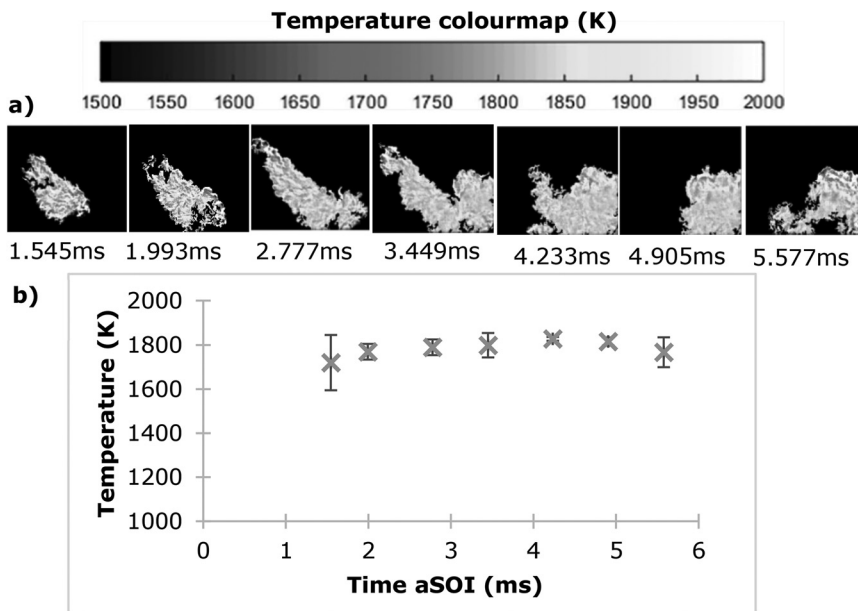 Temperature colourmap (K)
1500 1550 1600 1650 1700 1750 1800 1850 1900 1950 2000
a)
1.545ms 1.993ms 2.777ms 3.449ms 4.233ms 4.905ms 5.577ms
b)
2000
1800
1600
1400
1200
1000
Temperature (K)
0 1 2 3 4 5 6
Time aSOI (ms)